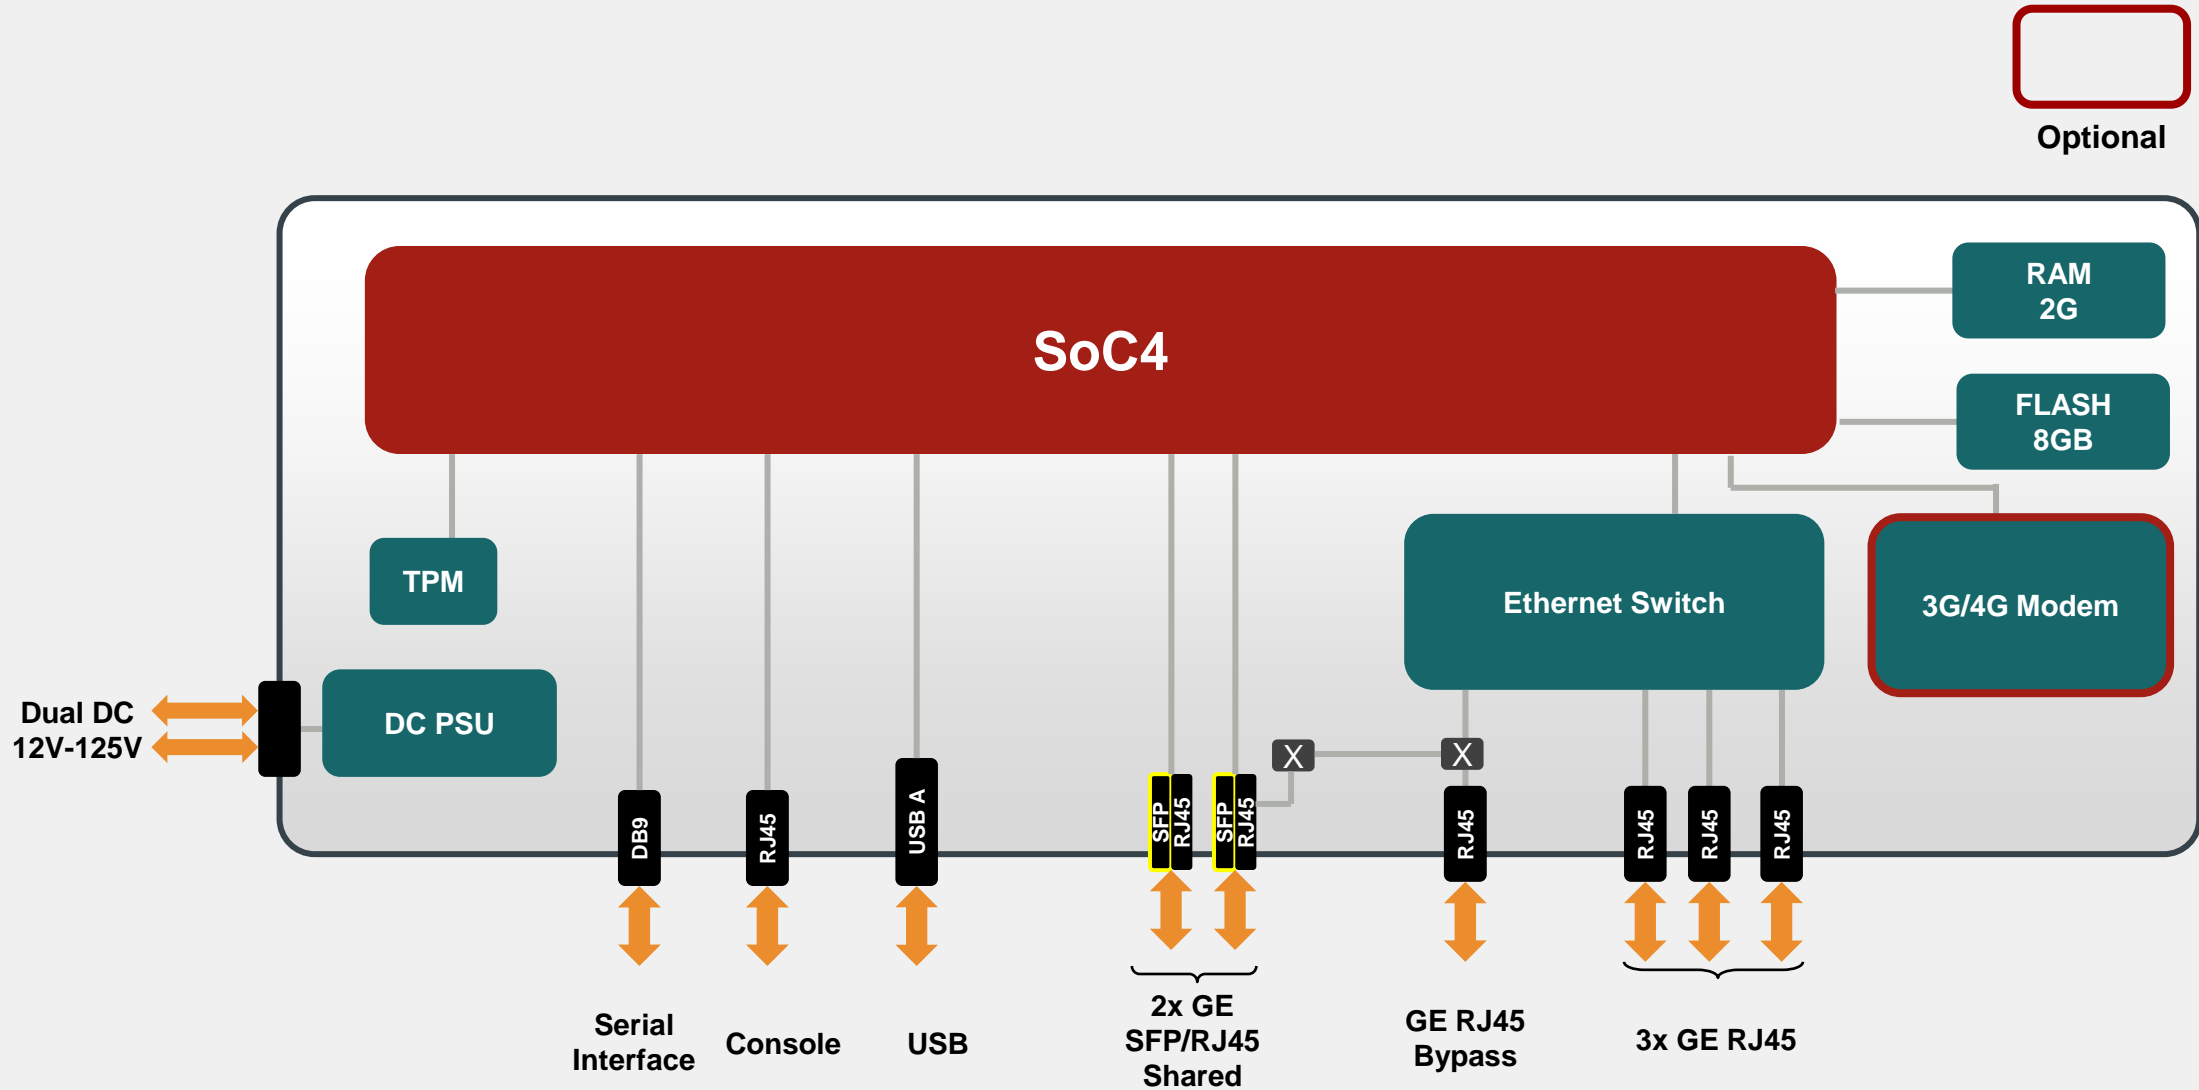 Optional
SoC4
RAM
2G
FLASH
8GB
TPM
Ethernet Switch
3G/4G Modem
Dual DC
12V-125V
DC PSU
X
X
DB9
RJ45
USB A
SFP
RJ45
SFP
RJ45
RJ45
RJ45
RJ45
RJ45
Serial
Interface
Console
USB
2x GE
SFP/RJ45
Shared
GE RJ45
Bypass
3x GE RJ45